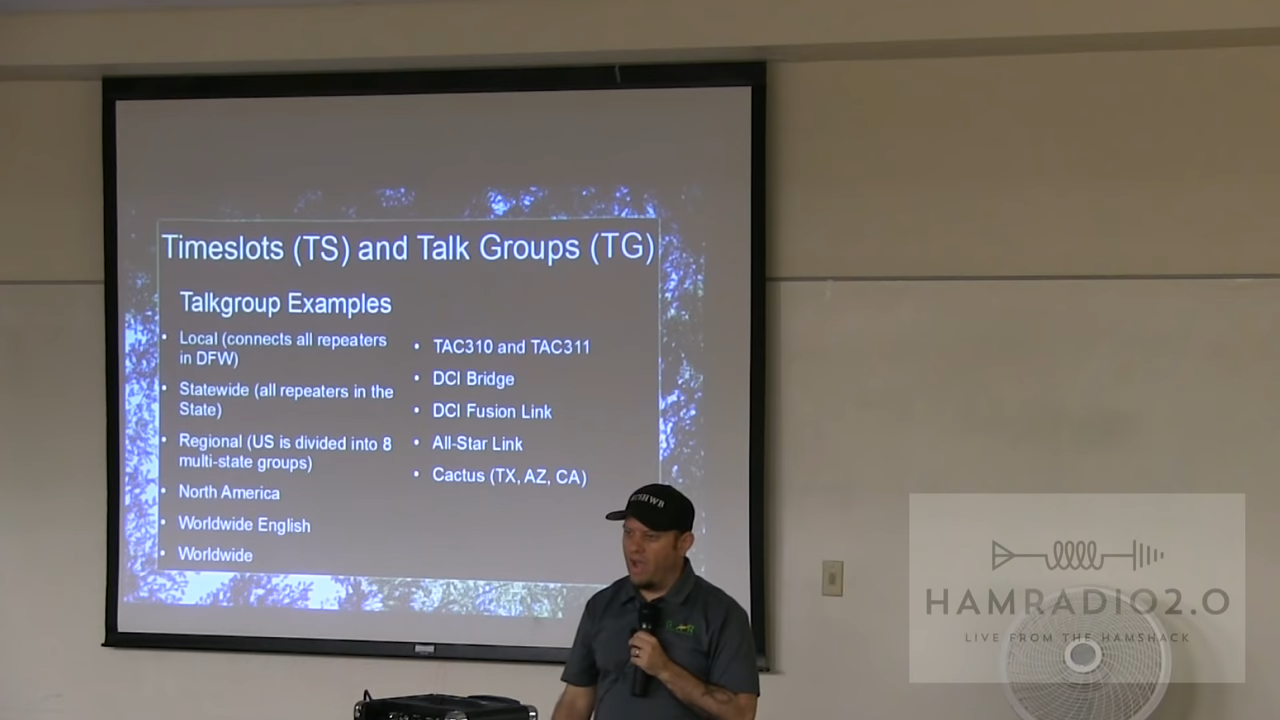 Timeslots (TS) and Talk Groups (TG)
Talkgroup Examples
• Local (connects all repeaters
in DFW)
• Statewide (all repeaters in the
State)
• Regional (US is divided into 8
multi-state groups)
• North America
• Worldwide English
• Worldwide
• TAC310 and TAC311
• DCI Bridge
• DCI Fusion Link
• All-Star Link
• Cactus (TX, AZ, CA)
HAMRADIO2.0
LIVE FROM THE HAMSHACK